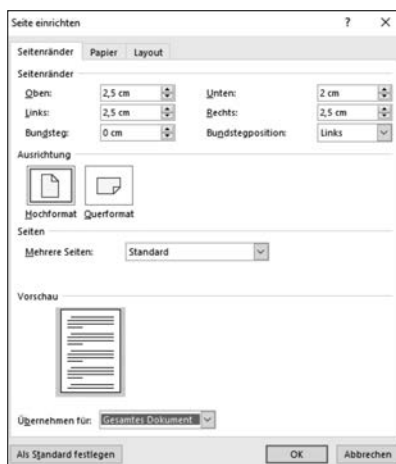 Seite einrichten ? ×
Seitenränder Papier Layout
Seitenränder
Oben: 2,5 cm Unten: 2 cm
Links: 2,5 cm Rechts: 2,5 cm
Bundsteg: 0 cm Bundstegposition: Links
Ausrichtung
Hochformat Querformat
Seiten
Mehrere Seiten: Standard
Vorschau
Übernehmen für: Gesamtes Dokument
Als Standard festlegen OK Abbrechen